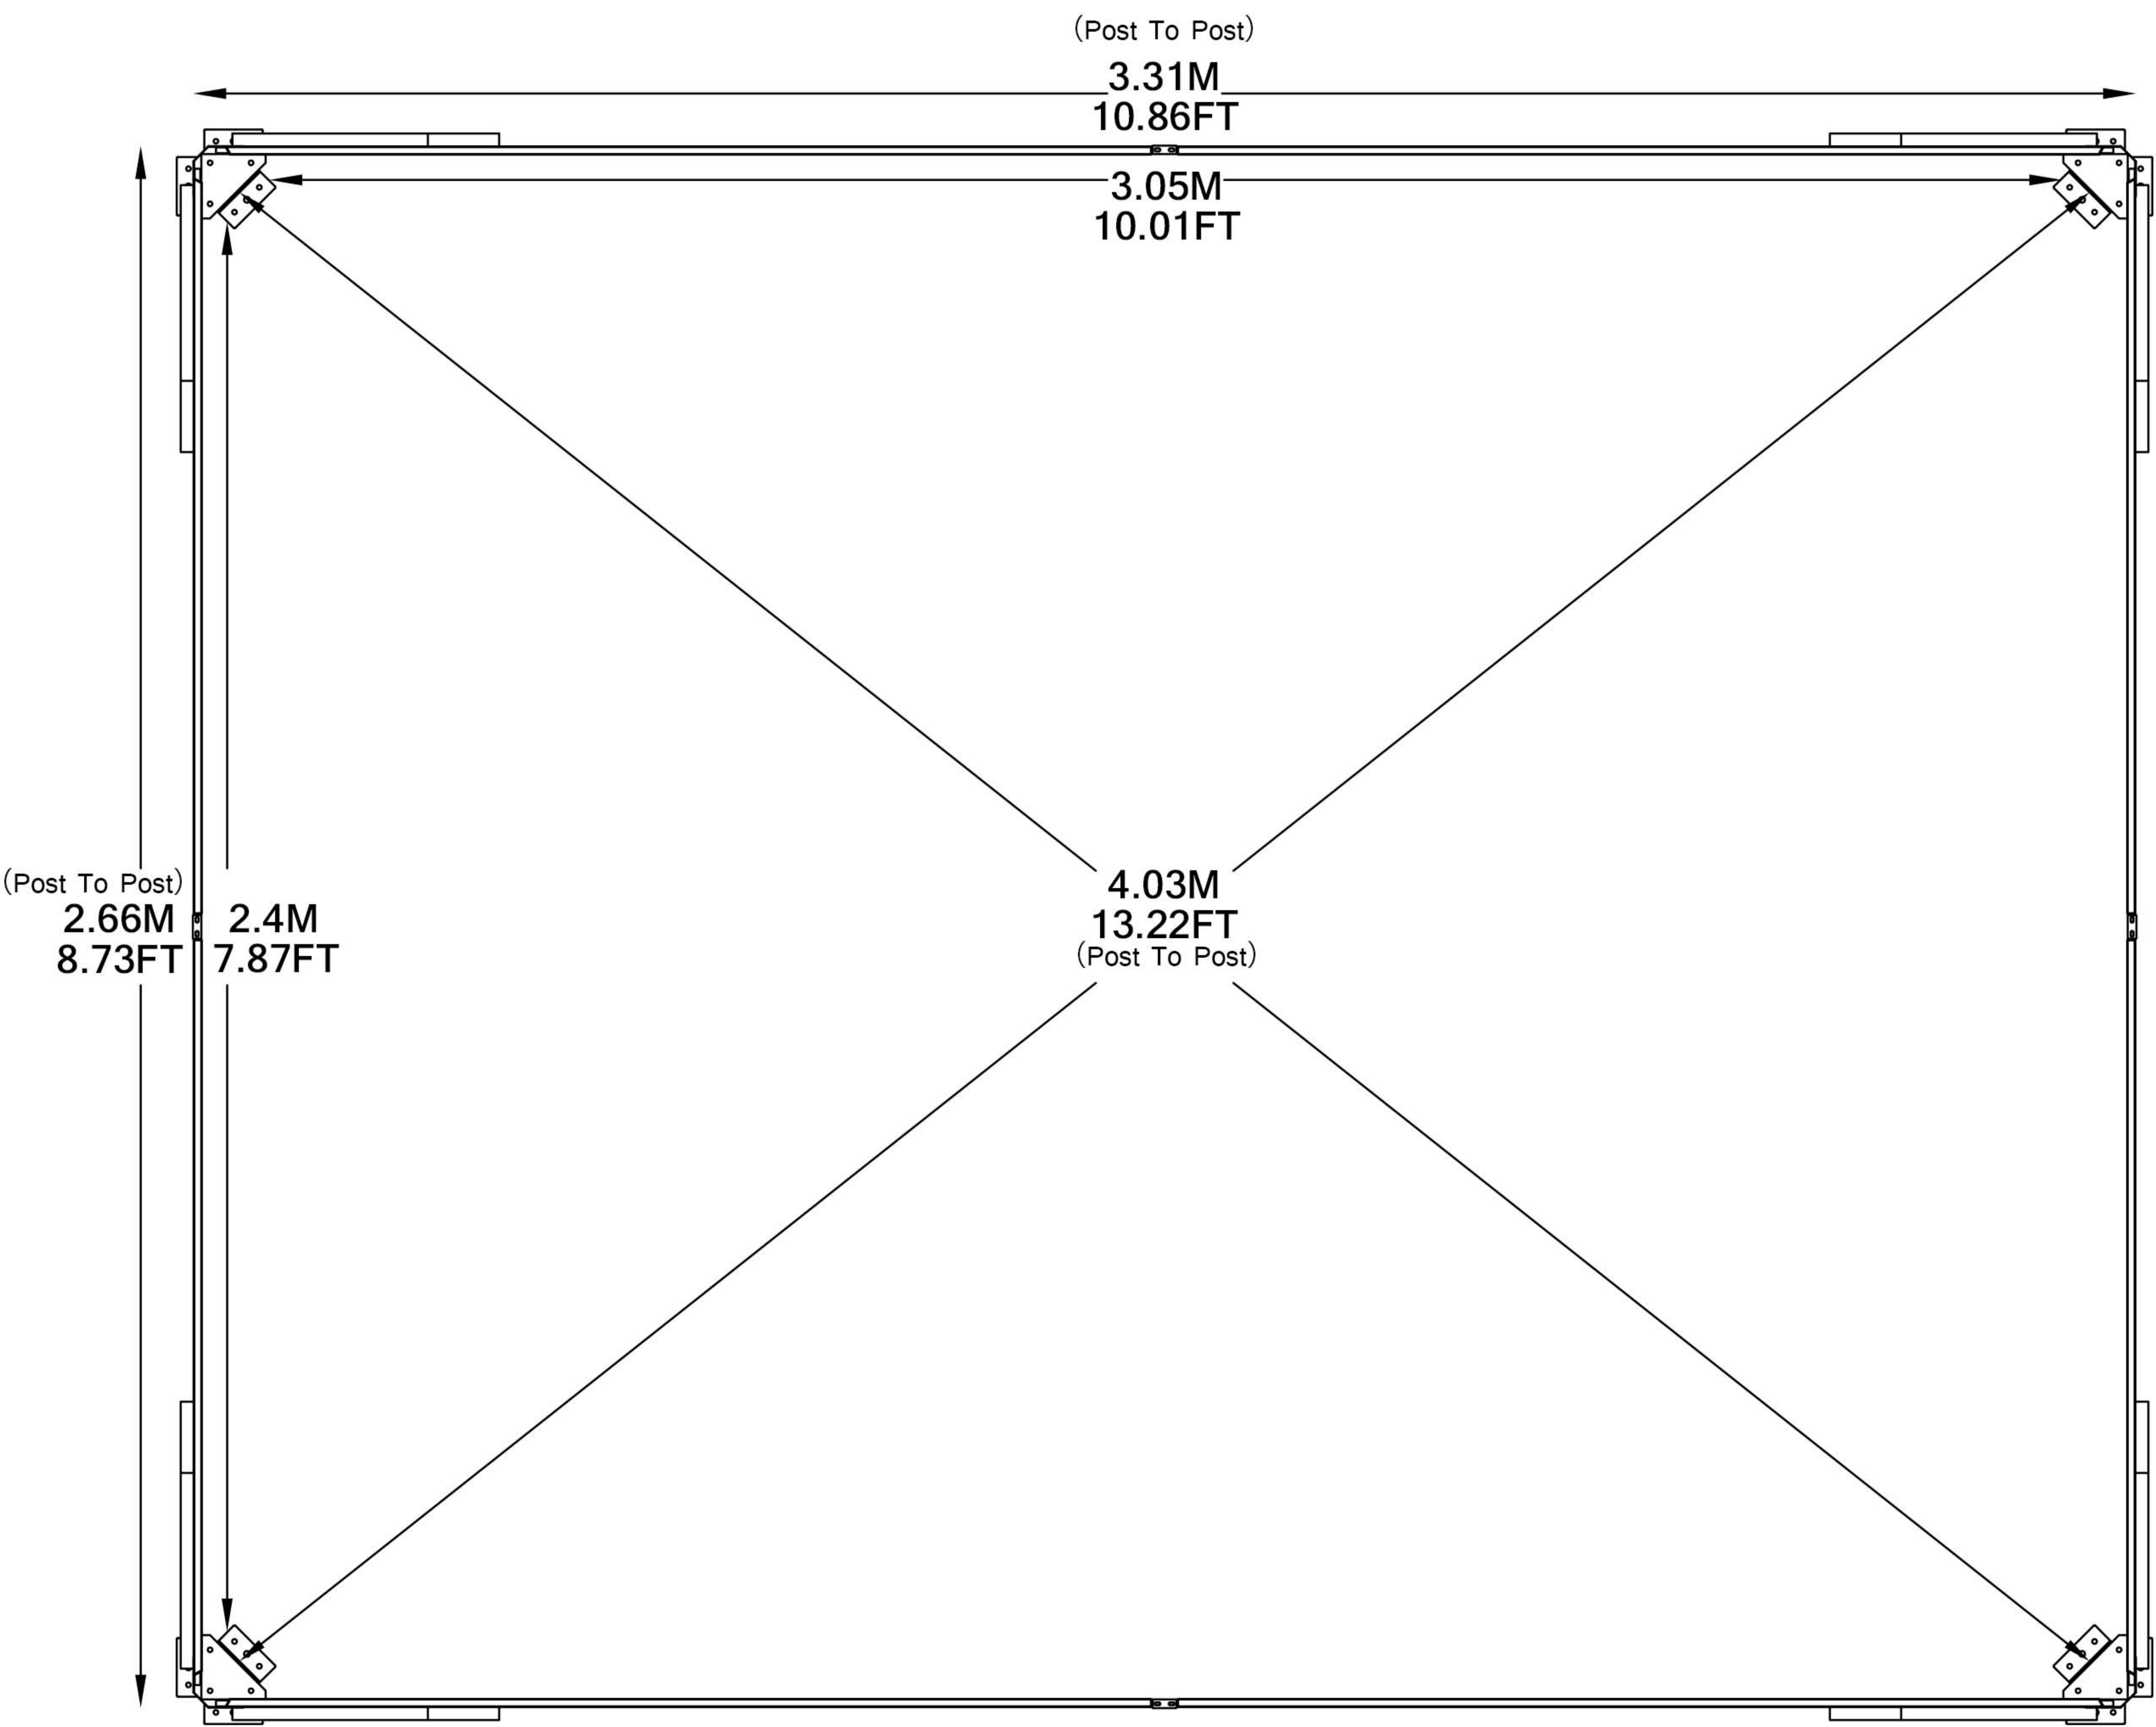 (Post To Post)
3.31M
10.86FT
3.05M
10.01FT
(Post To Post)
2.66M
8.73FT
2.4M
7.87FT
4.03M
13.22FT
(Post To Post)